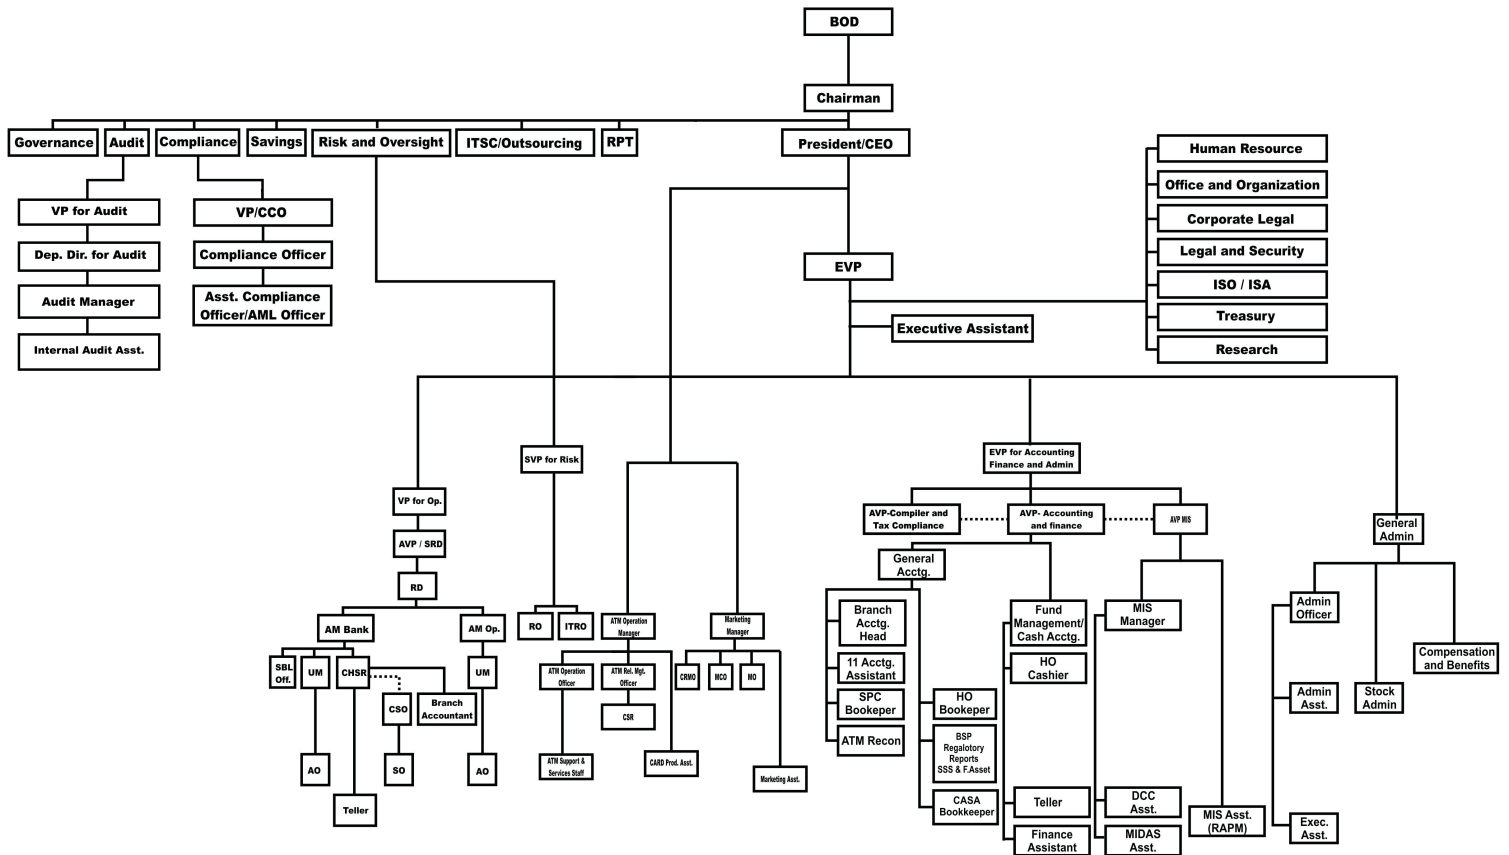 BOD
Chairman
Governance
Audit
Compliance
Savings
Risk and Oversight
ITSC/Outsourcing
RPT
President/CEO
Human Resource
Office and Organization
Corporate Legal
Legal and Security
ISO / ISA
Treasury
Research
VP for Audit
Dep. Dir. for Audit
Audit Manager
Internal Audit Asst.
VP/CCO
Compliance Officer
Asst. Compliance
Officer/AML Officer
EVP
Executive Assistant
SVP for Risk
RO
ITRO
VP for Op.
AVP / SRD
RD
AM Bank
AM Op.
SBL
Off.
UM
CHSR
UM
CSO
Branch
Accountant
AO
SO
AO
Teller
ATM Operation
Manager
Marketing
Manager
ATM Operation
Officer
ATM Rel. Mgt.
Officer
CRMO
MCO
MO
CSR
ATM Support &
Services Staff
CARD Prod. Asst.
Marketing Asst.
EVP for Accounting
Finance and Admin
AVP-Compiler and
Tax Compliance
AVP- Accounting
and finance
AVP MIS
General
Acctg.
Branch
Acctg.
Head
11 Acctg.
Assistant
SPC
Bookeper
ATM Recon
HO
Bookeper
BSP
Regalotory
Reports
SSS & F.Asset
CASA
Bookkeeper
Fund
Management/
Cash Acctg.
HO
Cashier
Teller
Finance
Assistant
MIS
Manager
DCC
Asst.
MIDAS
Asst.
MIS Asst.
(RAPM)
General
Admin
Admin
Officer
Admin
Asst.
Exec.
Asst.
Stock
Admin
Compensation
and Benefits